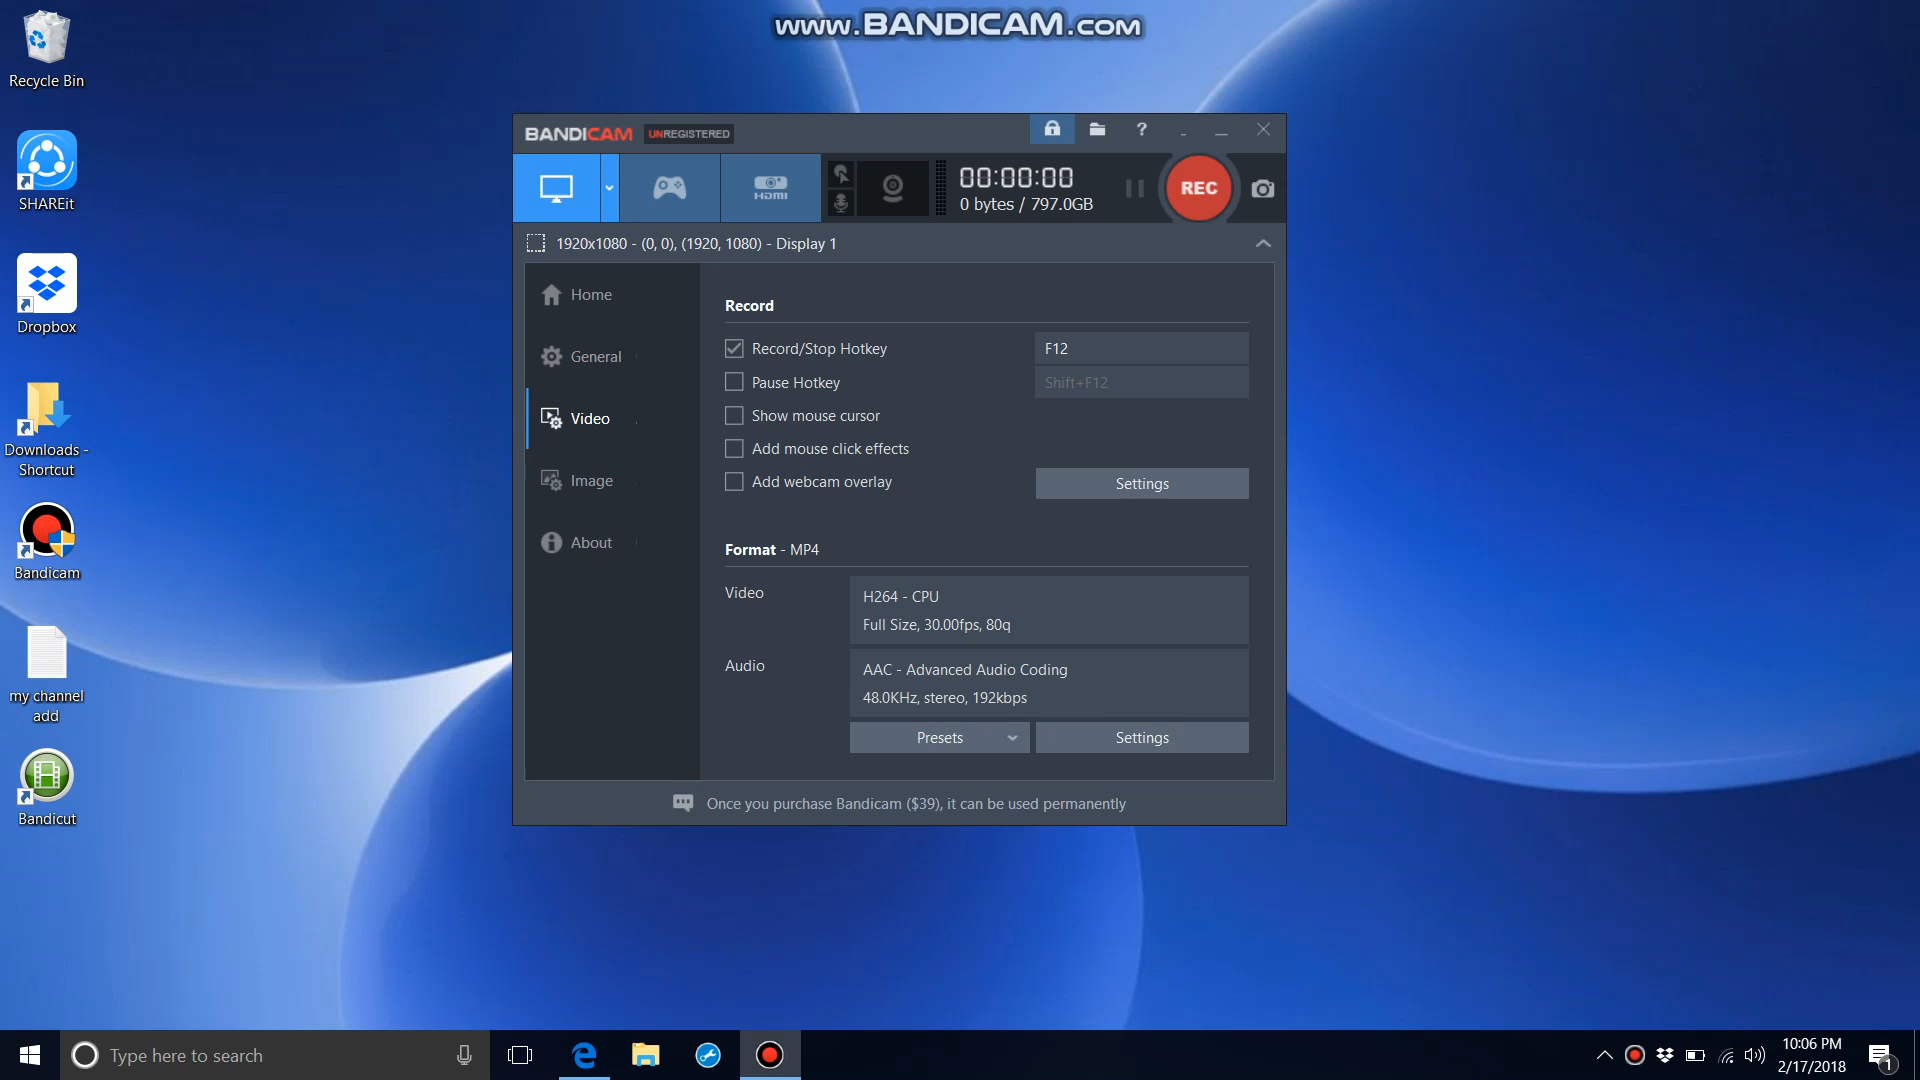 www.BANDICAM.com
Recycle Bin
SHAREit
Dropbox
Downloads -
Shortcut
Bandicam
my channel
add
Bandicut
BANDICAM UNREGISTERED
?
HDMI
00:00:00
0 bytes / 797.0GB
REC
1920x1080 - (0, 0), (1920, 1080) - Display 1
Home
General
Video
Image
About
Record
Record/Stop Hotkey F12
Pause Hotkey Shift+F12
Show mouse cursor
Add mouse click effects
Add webcam overlay Settings
Format - MP4
Video H264 - CPU
Full Size, 30.00fps, 80q
Audio AAC - Advanced Audio Coding
48.0KHz, stereo, 192kbps
Presets Settings
Once you purchase Bandicam ($39), it can be used permanently
Type here to search
10:06 PM
2/17/2018
1